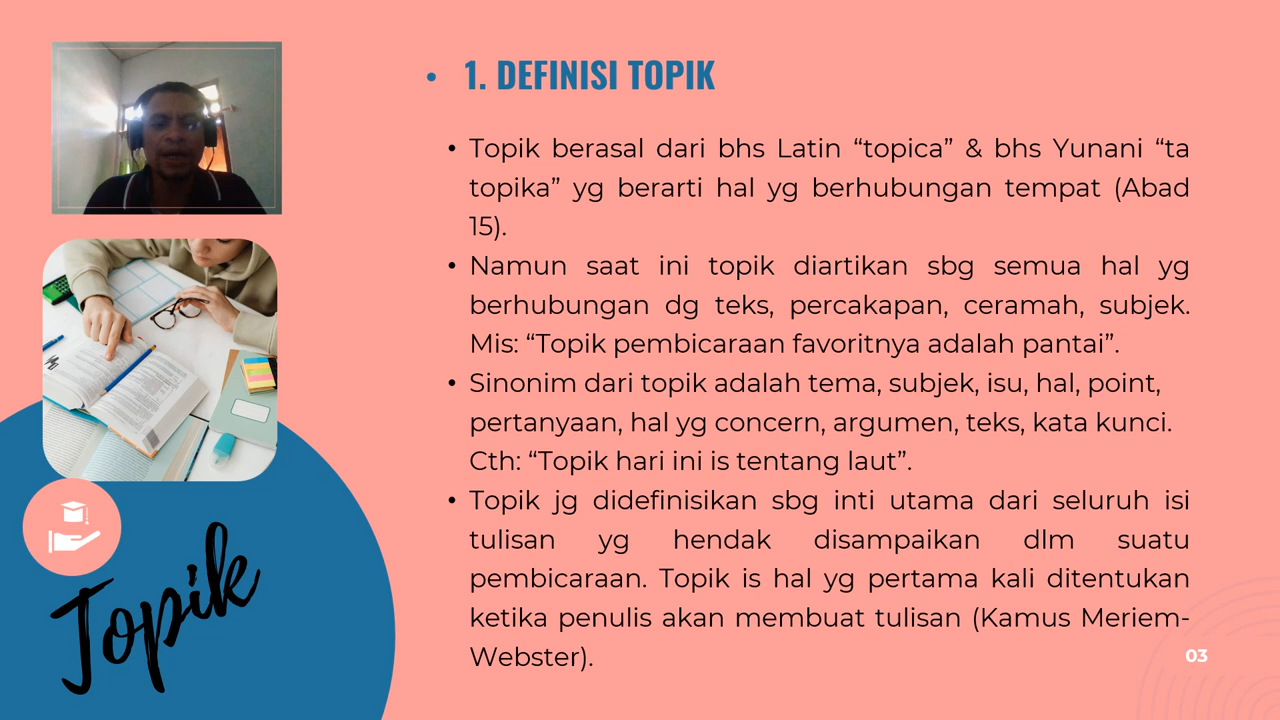 • 1. DEFINISI TOPIK
• Topik berasal dari bhs Latin “topica” & bhs Yunani “ta
topika” yg berarti hal yg berhubungan tempat (Abad
15).
• Namun saat ini topik diartikan sbg semua hal yg
berhubungan dg teks, percakapan, ceramah, subjek.
Mis: “Topik pembicaraan favoritnya adalah pantai”.
• Sinonim dari topik adalah tema, subjek, isu, hal, point,
pertanyaan, hal yg concern, argumen, teks, kata kunci.
Cth: “Topik hari ini is tentang laut”.
• Topik jg didefinisikan sbg inti utama dari seluruh isi
tulisan yg hendak disampaikan dlm suatu
pembicaraan. Topik is hal yg pertama kali ditentukan
ketika penulis akan membuat tulisan (Kamus Meriem-
Webster).
Topik
03